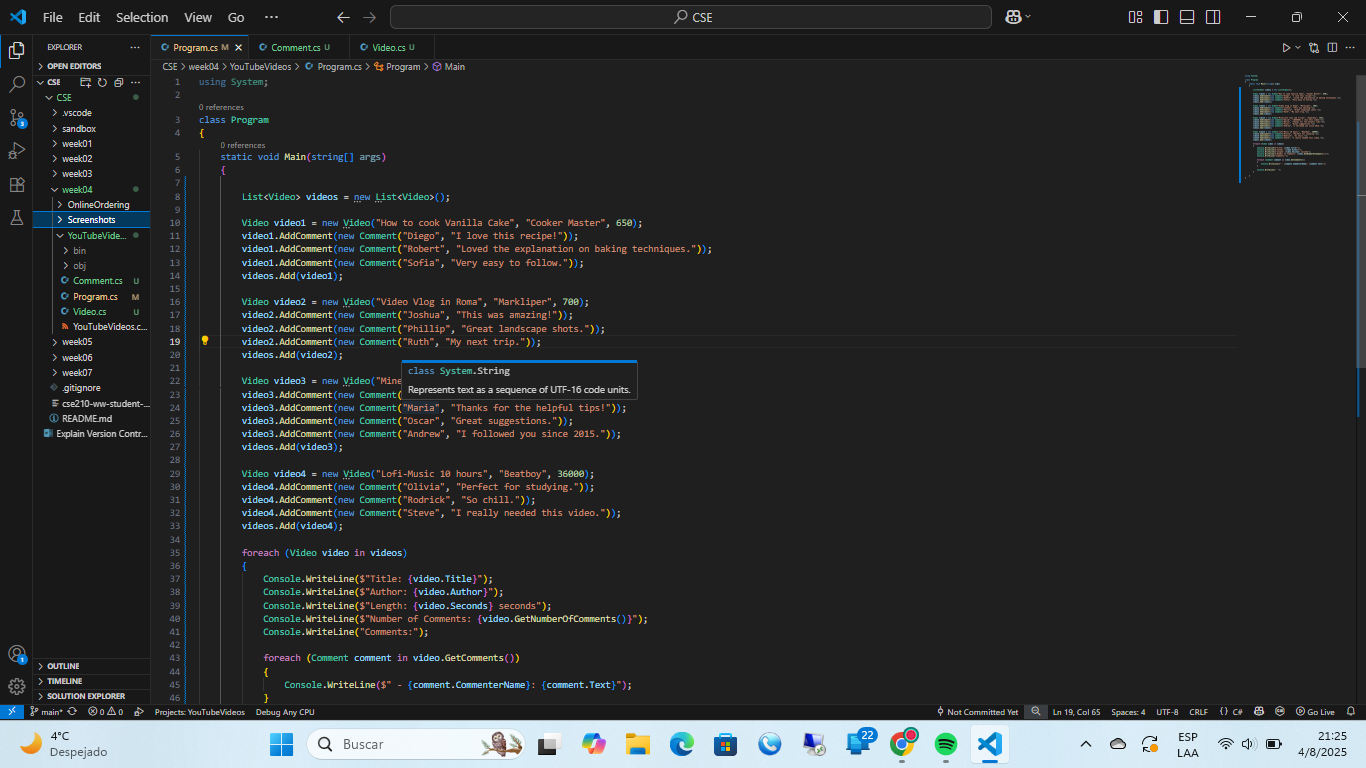 File Edit Selection View Go ··· CSE
EXPLORER ···
OPEN EDITORS
CSE ···
CSE
.vscode
sandbox
week01
week02
week03
week04
OnlineOrdering
Screenshots
YouTubeVide...
bin
obj
Comment.cs U
Program.cs M
Video.cs U
YouTubeVideos.c...
week05
week06
week07
.gitignore
cse210-ww-student-...
README.md
Explain Version Contr...
OUTLINE
TIMELINE
SOLUTION EXPLORER
3
1
Program.cs M Comment.cs U Video.cs U
CSE > week04 > YouTubeVideos > Program.cs > Program > Main
1 using System;
2
0 references
3 class Program
4 {
0 references
5 static void Main(string[] args)
6 {
7
8 List<Video> videos = new List<Video>();
9
10 Video video1 = new Video("How to cook Vanilla Cake", "Cooker Master", 650);
11 video1.AddComment(new Comment("Diego", "I love this recipe!"));
12 video1.AddComment(new Comment("Robert", "Loved the explanation on baking techniques."));
13 video1.AddComment(new Comment("Sofia", "Very easy to follow."));
14 videos.Add(video1);
15
16 Video video2 = new Video("Video Vlog in Roma", "Markliper", 700);
17 video2.AddComment(new Comment("Joshua", "This was amazing!"));
18 video2.AddComment(new Comment("Phillip", "Great landscape shots."));
19 video2.AddComment(new Comment("Ruth", "My next trip."));
20 videos.Add(video2);
21
class System.String
Represents text as a sequence of UTF-16 code units.
22 Video video3 = new Video("Mine
23 video3.AddComment(new Comment(
24 video3.AddComment(new Comment("Maria", "Thanks for the helpful tips!"));
25 video3.AddComment(new Comment("Oscar", "Great suggestions."));
26 video3.AddComment(new Comment("Andrew", "I followed you since 2015."));
27 videos.Add(video3);
28
29 Video video4 = new Video("Lofi-Music 10 hours", "Beatboy", 36000);
30 video4.AddComment(new Comment("Olivia", "Perfect for studying."));
31 video4.AddComment(new Comment("Rodrick", "So chill."));
32 video4.AddComment(new Comment("Steve", "I really needed this video."));
33 videos.Add(video4);
34
35 foreach (Video video in videos)
36 {
37 Console.WriteLine($"Title: {video.Title}");
38 Console.WriteLine($"Author: {video.Author}");
39 Console.WriteLine($"Length: {video.Seconds} seconds");
40 Console.WriteLine($"Number of Comments: {video.GetNumberOfComments()}");
41 Console.WriteLine("Comments:");
42
43 foreach (Comment comment in video.GetComments())
44 {
45 Console.WriteLine($" - {comment.CommenterName}: {comment.Text}");
46 }
main* 0 0 Projects: YouTubeVideos Debug Any CPU Not Committed Yet Ln 19, Col 65 Spaces: 4 UTF-8 CRLF {} C# Go Live
4°C
Despejado
Buscar
22
ESP
LAA
21:25
4/8/2025